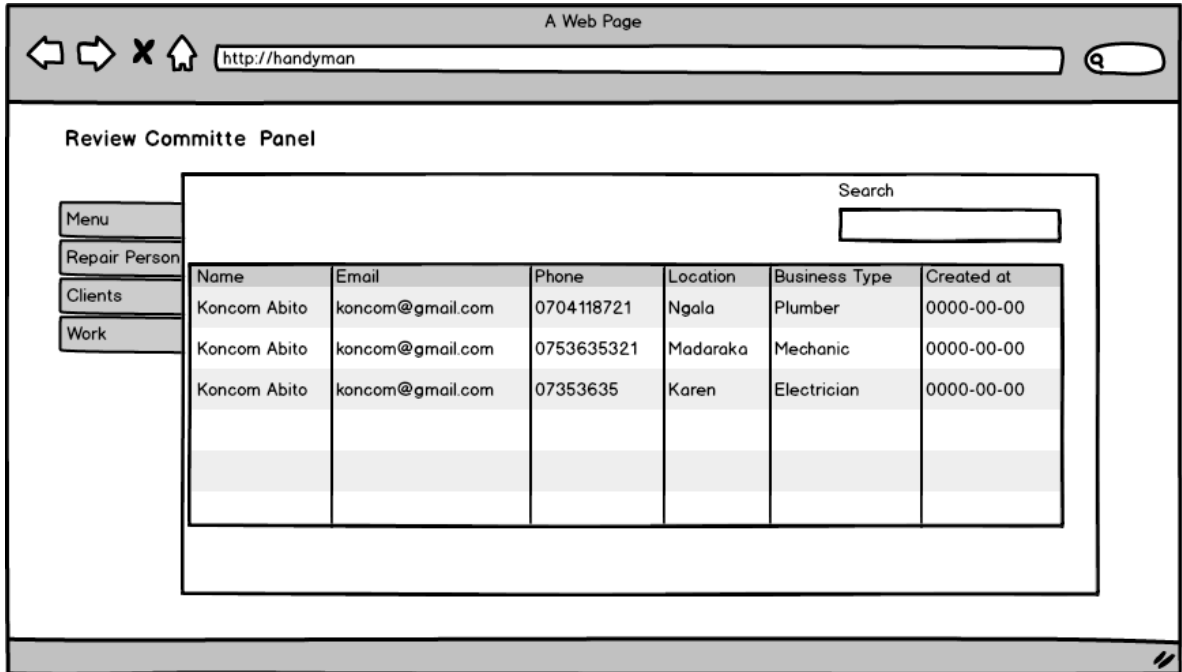 A Web Page
http://handyman
Review Committe Panel
Search
Menu
Repair Person
Clients
Work
Name Email Phone Location Business Type Created at
Koncom Abito koncom@gmail.com 0704118721 Ngala Plumber 0000-00-00
Koncom Abito koncom@gmail.com 0753635321 Madaraka Mechanic 0000-00-00
Koncom Abito koncom@gmail.com 07353635 Karen Electrician 0000-00-00